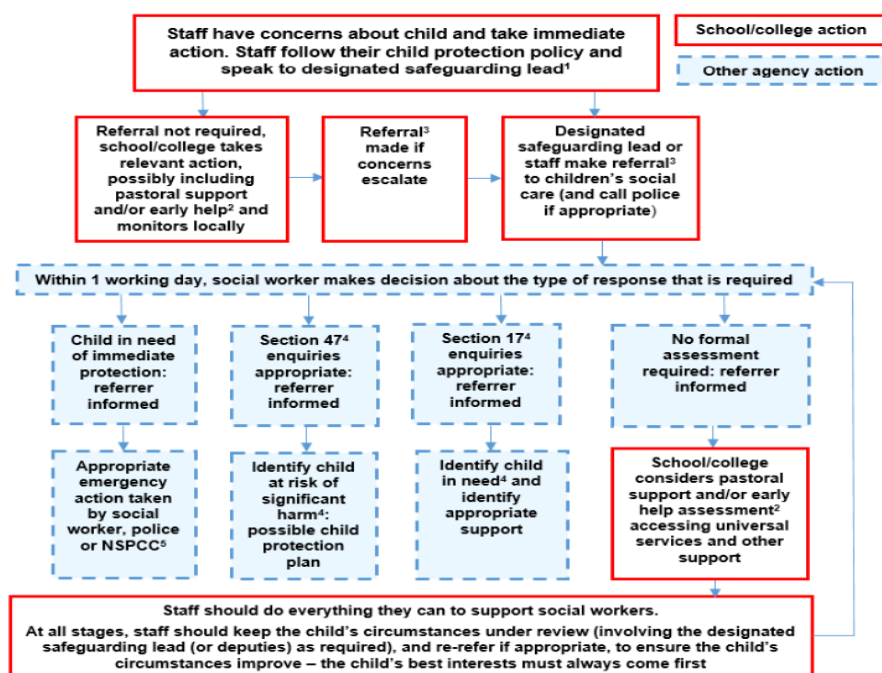 Staff have concerns about child and take immediate
action. Staff follow their child protection policy and
speak to designated safeguarding lead¹
School/college action
Other agency action
Referral not required,
school/college takes
relevant action,
possibly including
pastoral support
and/or early help² and
monitors locally
Referral³
made if
concerns
escalate
Designated
safeguarding lead or
staff make referral³
to children’s social
care (and call police
if appropriate)
Within 1 working day, social worker makes decision about the type of response that is required
Child in need
of immediate
protection:
referrer
informed
Section 47⁴
enquiries
appropriate:
referrer
informed
Section 17⁴
enquiries
appropriate:
referrer
informed
No formal
assessment
required: referrer
informed
Appropriate
emergency
action taken
by social
worker, police
or NSPCC⁵
Identify child
at risk of
significant
harm⁴:
possible child
protection
plan
Identify child
in need⁴ and
identify
appropriate
support
School/college
considers pastoral
support and/or early
help assessment²
accessing universal
services and other
support
Staff should do everything they can to support social workers.
At all stages, staff should keep the child’s circumstances under review (involving the designated
safeguarding lead (or deputies) as required), and re-refer if appropriate, to ensure the child’s
circumstances improve – the child’s best interests must always come first